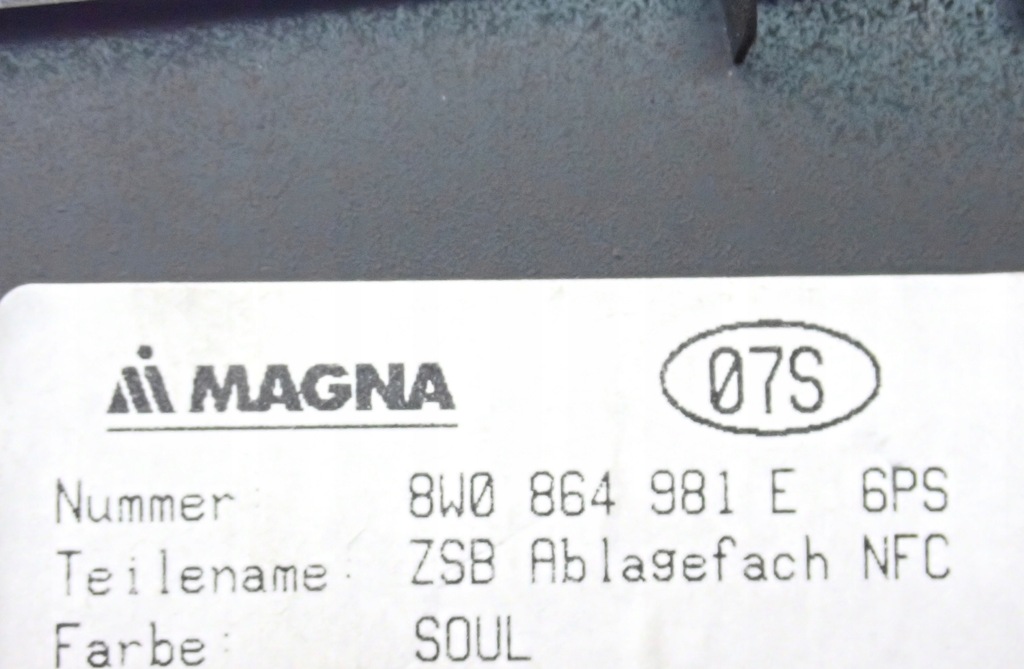 MAGNA 07S
Nummer: 8W0 864 981 E 6PS
Teilename: ZSB Ablagefach NFC
Farbe: SOUL